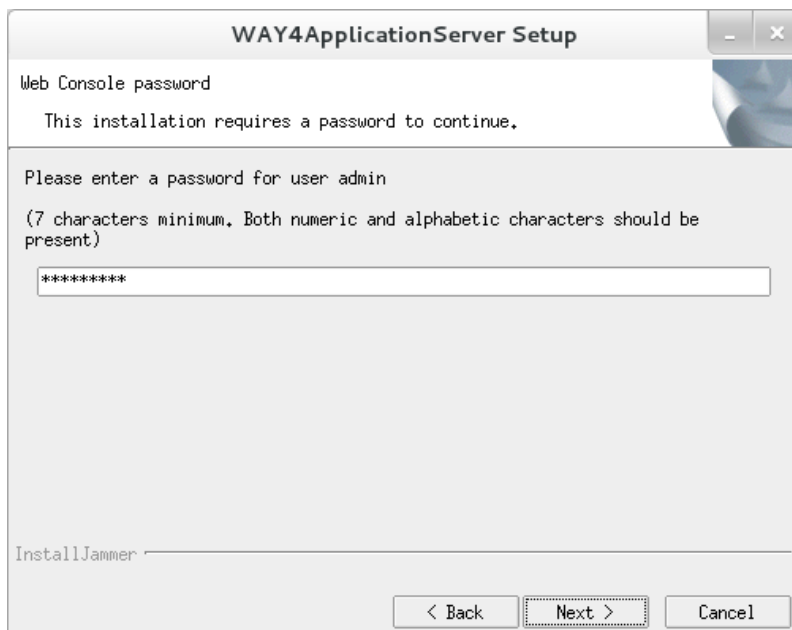 WAY4ApplicationServer Setup
Web Console password
This installation requires a password to continue.
Please enter a password for user admin
(7 characters minimum. Both numeric and alphabetic characters should be
present)
*********
InstallJammer
< Back
Next >
Cancel